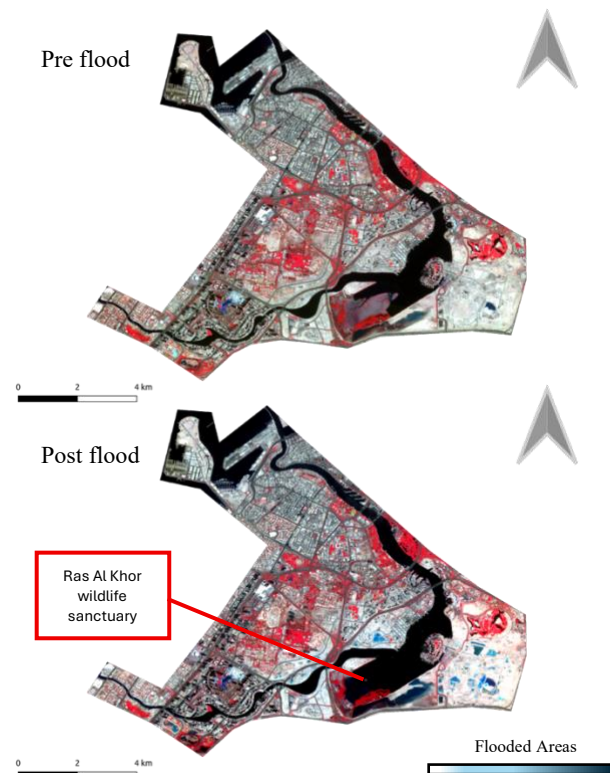 Pre flood
0 2 4 km
Post flood
Ras Al Khor
wildlife
sanctuary
0 2 4 km
Flooded Areas